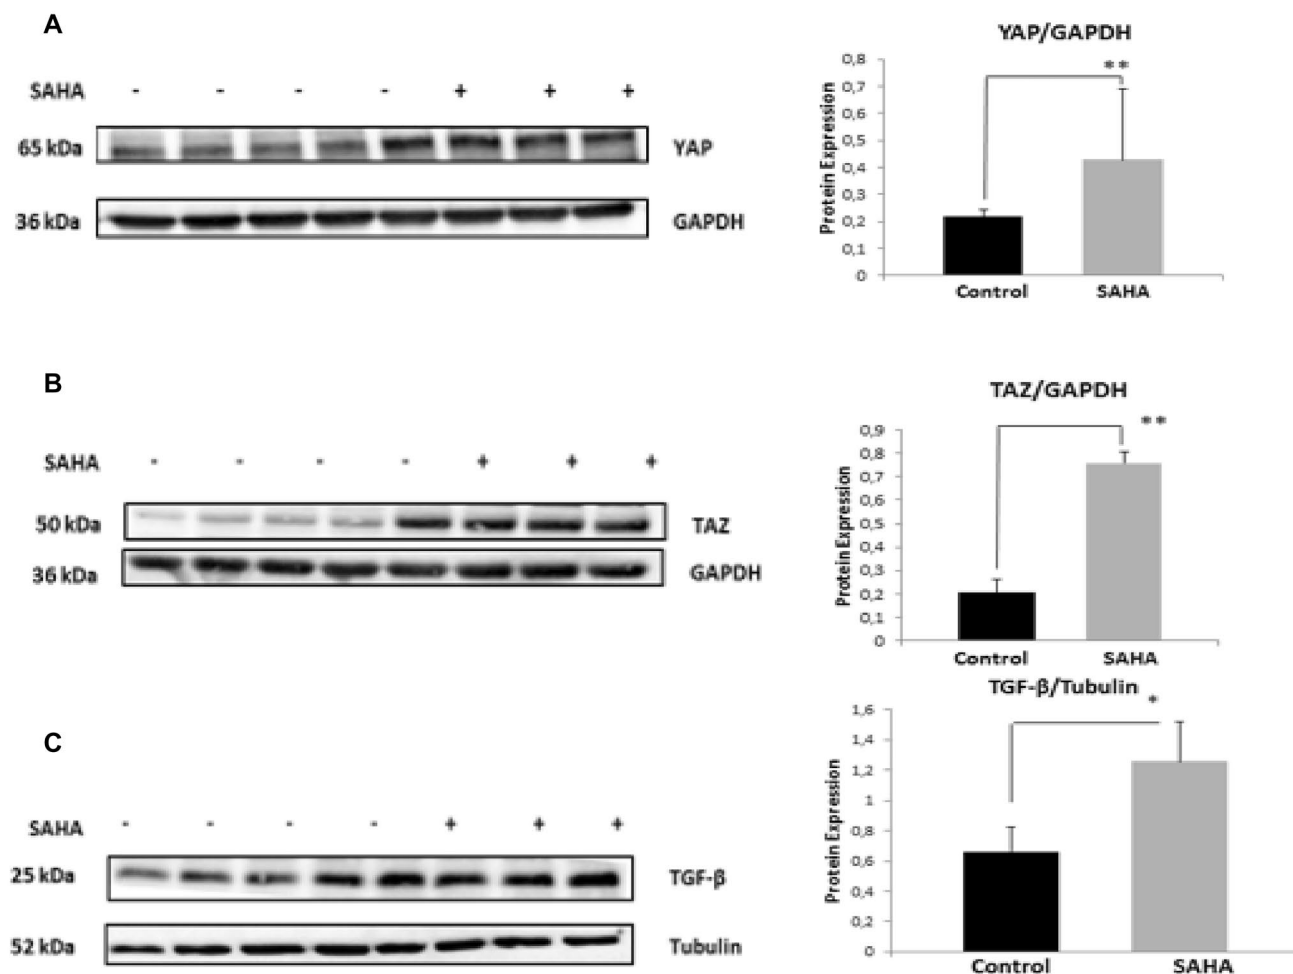 A
SAHA - - - - + + +
65 kDa YAP
36 kDa GAPDH
YAP/GAPDH
**
Protein Expression
0,8
0,7
0,6
0,5
0,4
0,3
0,2
0,1
0
Control SAHA
B
SAHA - - - - + + +
50 kDa TAZ
36 kDa GAPDH
TAZ/GAPDH
**
Protein Expression
0,9
0,8
0,7
0,6
0,5
0,4
0,3
0,2
0,1
0
Control SAHA
C
SAHA - - - - + + +
25 kDa TGF-β
52 kDa Tubulin
TGF-β/Tubulin
*
Protein Expression
1,6
1,4
1,2
1
0,8
0,6
0,4
0,2
0
Control SAHA